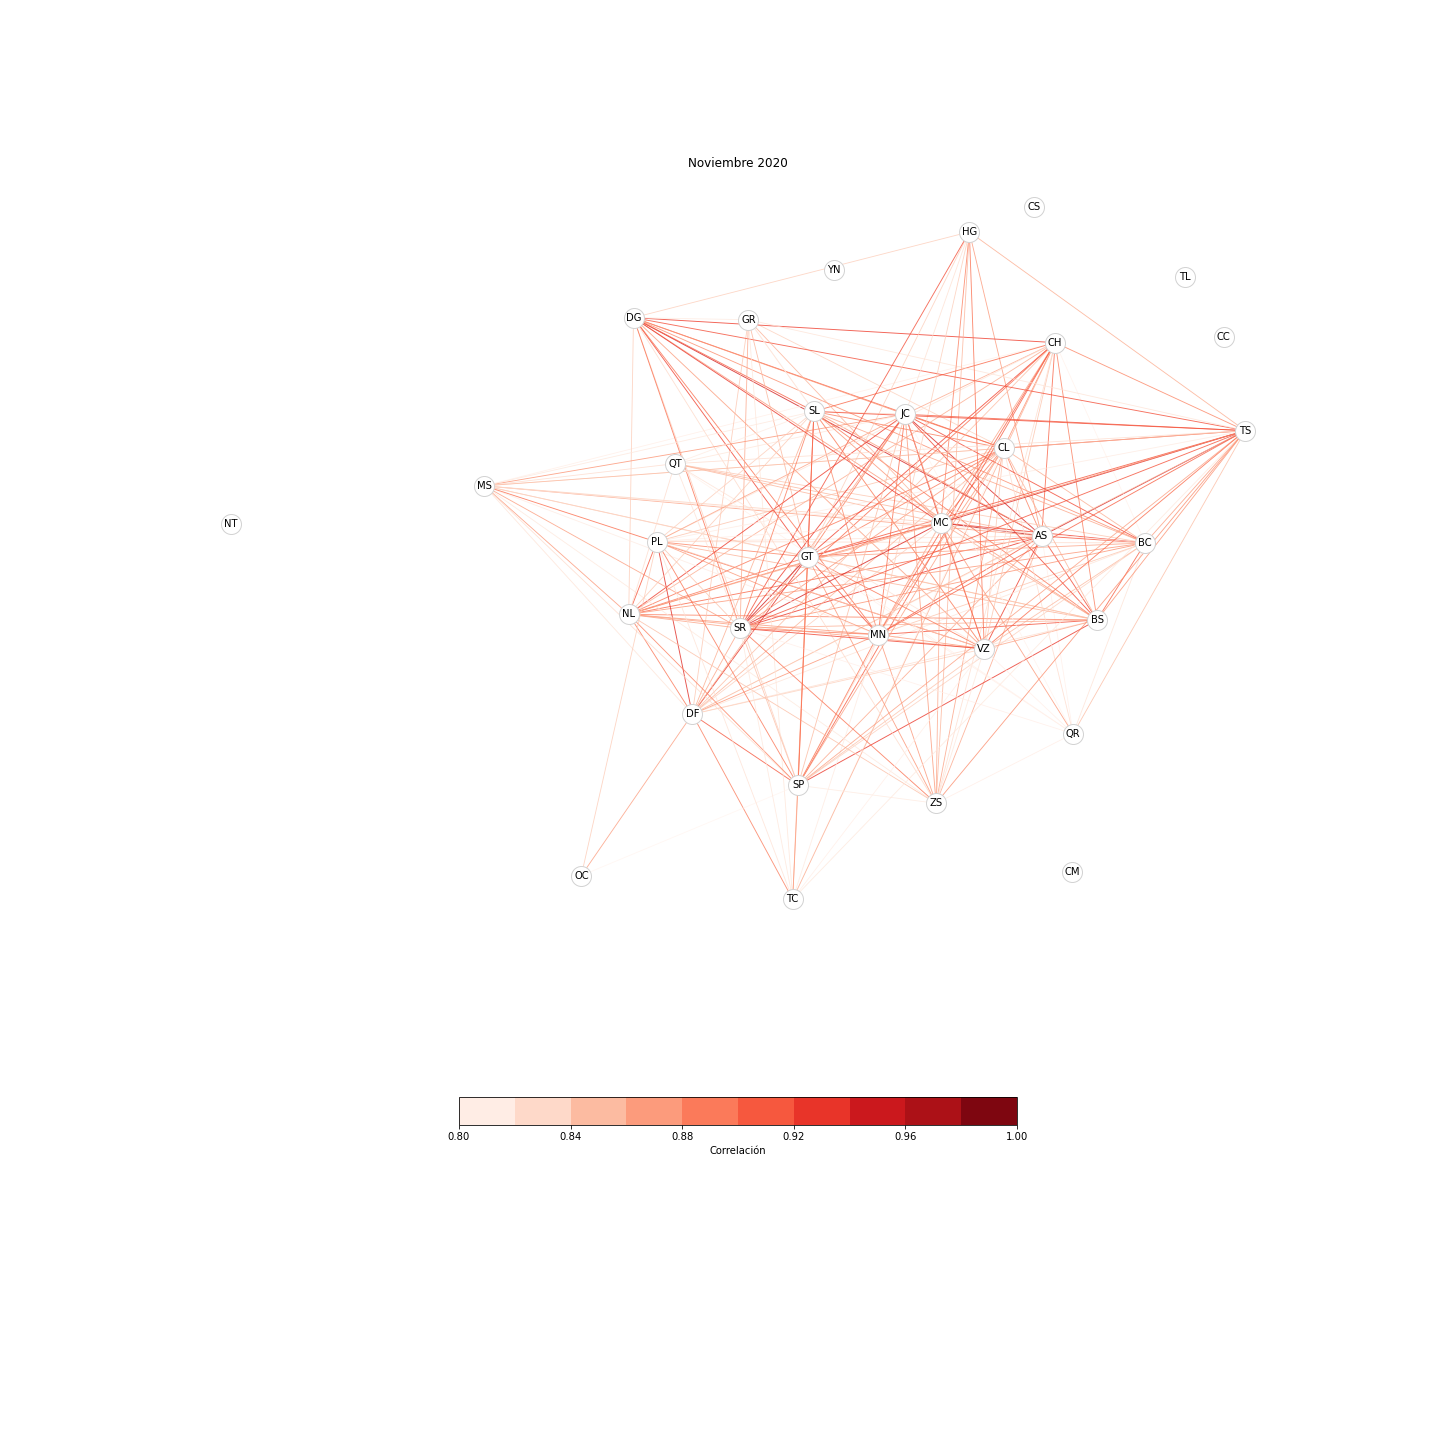 Noviembre 2020
CS
HG
YN
TL
DG
GR
CC
CH
SL
JC
TS
CL
QT
MS
NT
MC
AS
PL
BC
GT
NL
BS
SR
MN
VZ
DF
QR
SP
ZS
OC
CM
TC
0.80 0.84 0.88 0.92 0.96 1.00
Correlación